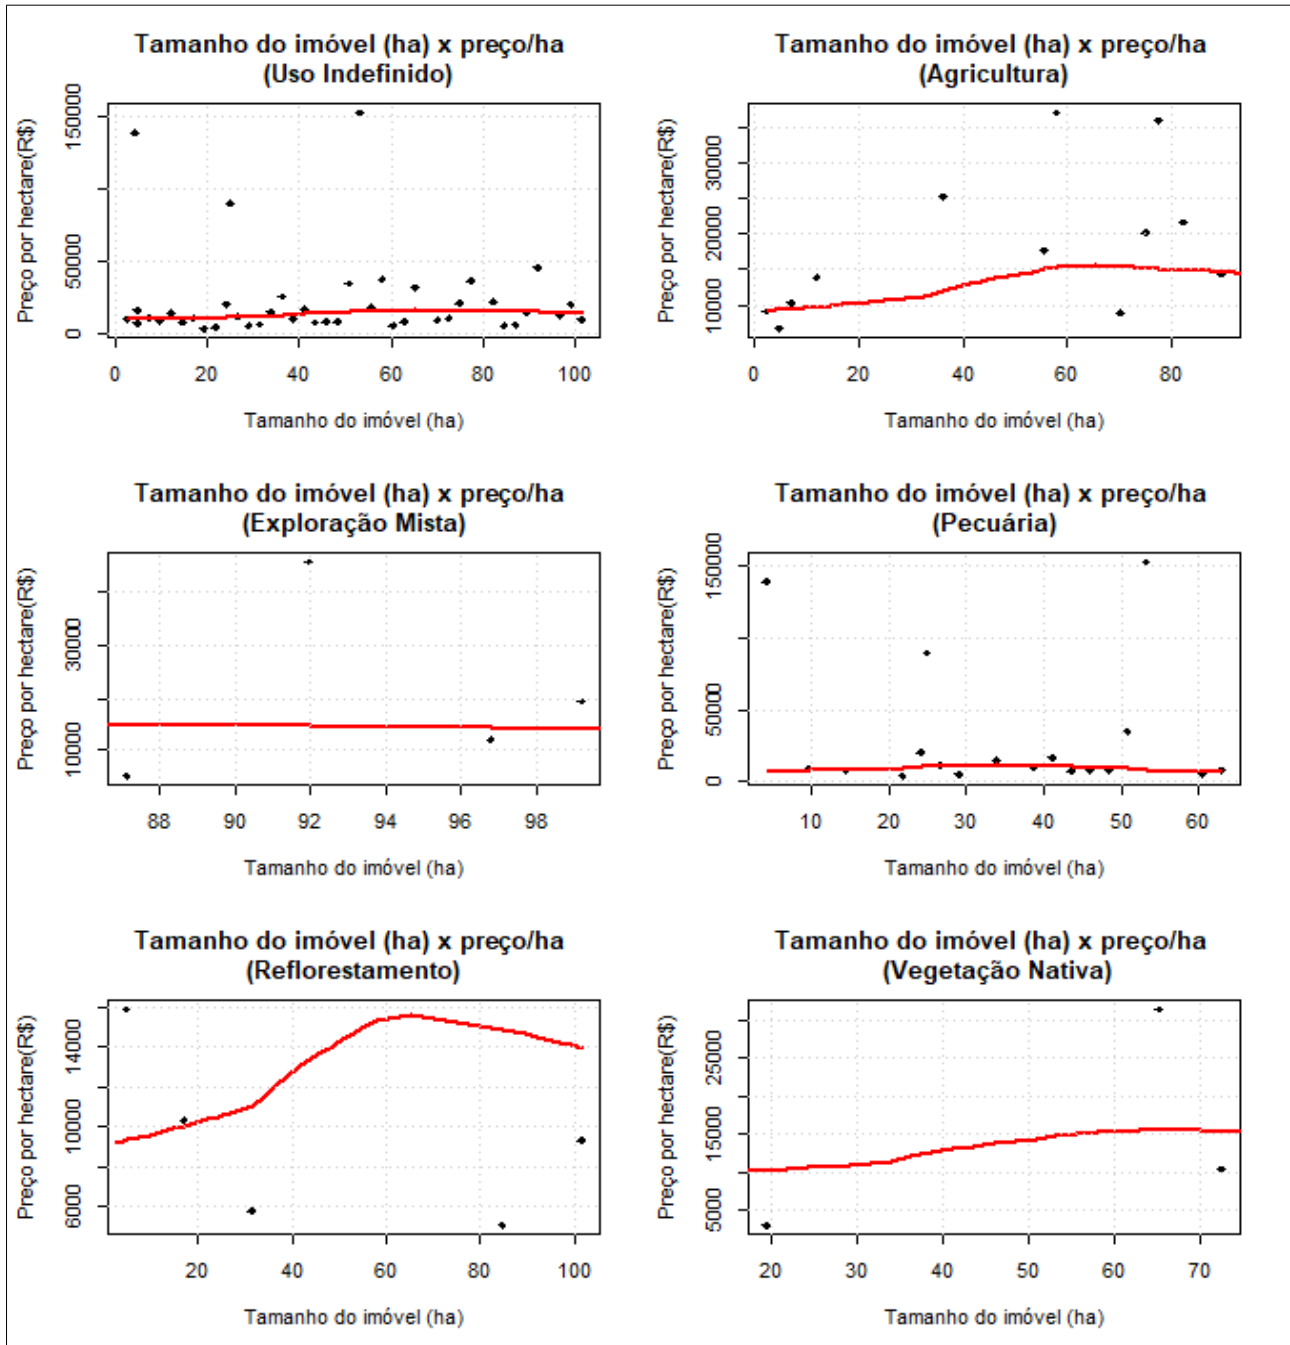 Tamanho do imóvel (ha) x preço/ha
(Uso Indefinido)
Preço por hectare(R$)
150000
50000
0
0 20 40 60 80 100
Tamanho do imóvel (ha)
Tamanho do imóvel (ha) x preço/ha
(Agricultura)
Preço por hectare(R$)
30000
20000
10000
0 20 40 60 80
Tamanho do imóvel (ha)
Tamanho do imóvel (ha) x preço/ha
(Exploração Mista)
Preço por hectare(R$)
30000
10000
88 90 92 94 96 98
Tamanho do imóvel (ha)
Tamanho do imóvel (ha) x preço/ha
(Pecuária)
Preço por hectare(R$)
150000
50000
0
10 20 30 40 50 60
Tamanho do imóvel (ha)
Tamanho do imóvel (ha) x preço/ha
(Reflorestamento)
Preço por hectare(R$)
14000
10000
6000
20 40 60 80 100
Tamanho do imóvel (ha)
Tamanho do imóvel (ha) x preço/ha
(Vegetação Nativa)
Preço por hectare(R$)
25000
15000
5000
20 30 40 50 60 70
Tamanho do imóvel (ha)